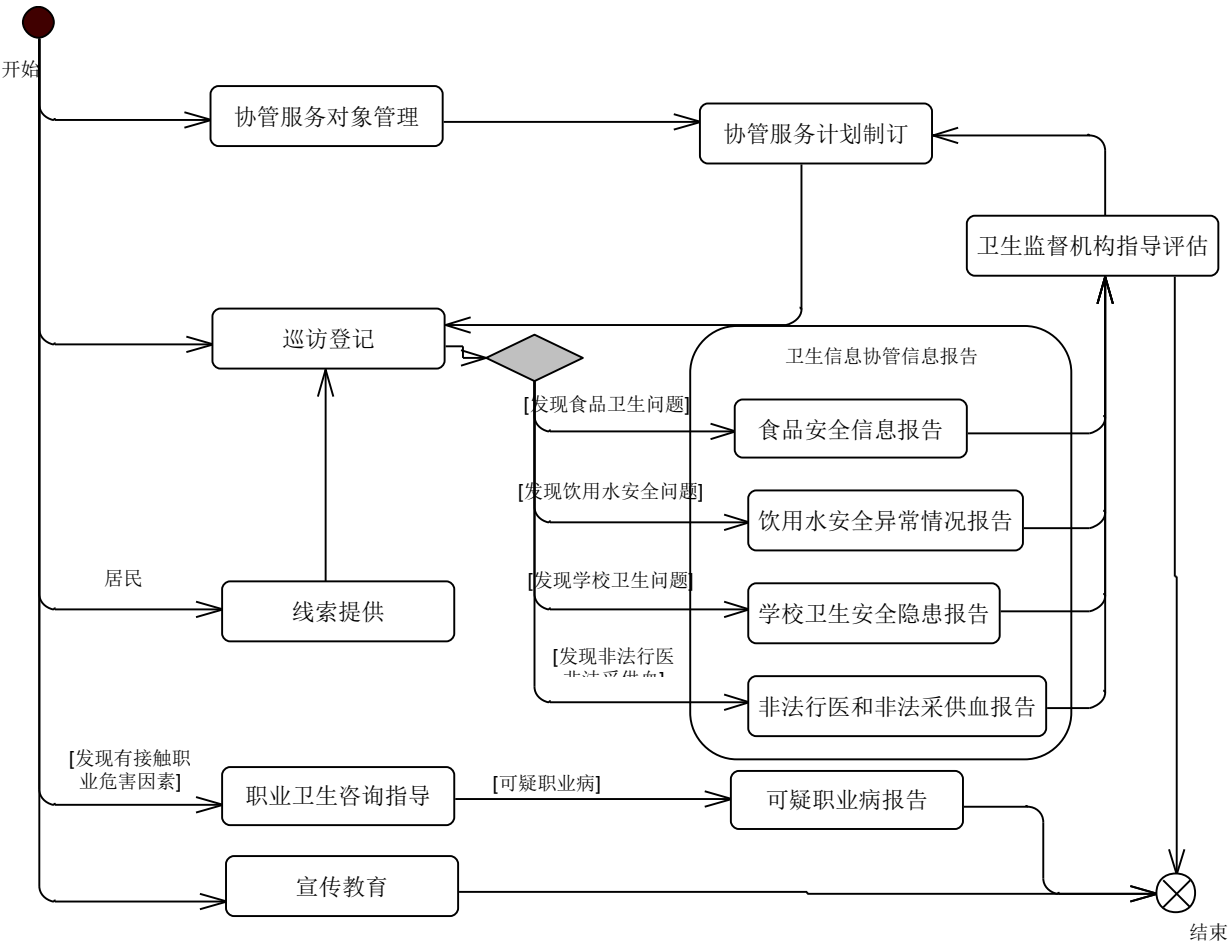 开始
协管服务对象管理
协管服务计划制订
卫生监督机构指导评估
巡访登记
卫生信息协管信息报告
[发现食品卫生问题]
食品安全信息报告
[发现饮用水安全问题]
饮用水安全异常情况报告
居民
线索提供
[发现学校卫生问题]
学校卫生安全隐患报告
[发现非法行医
非法采供血]
非法行医和非法采供血报告
[发现有接触职
业危害因素]
职业卫生咨询指导
[可疑职业病]
可疑职业病报告
宣传教育
结束